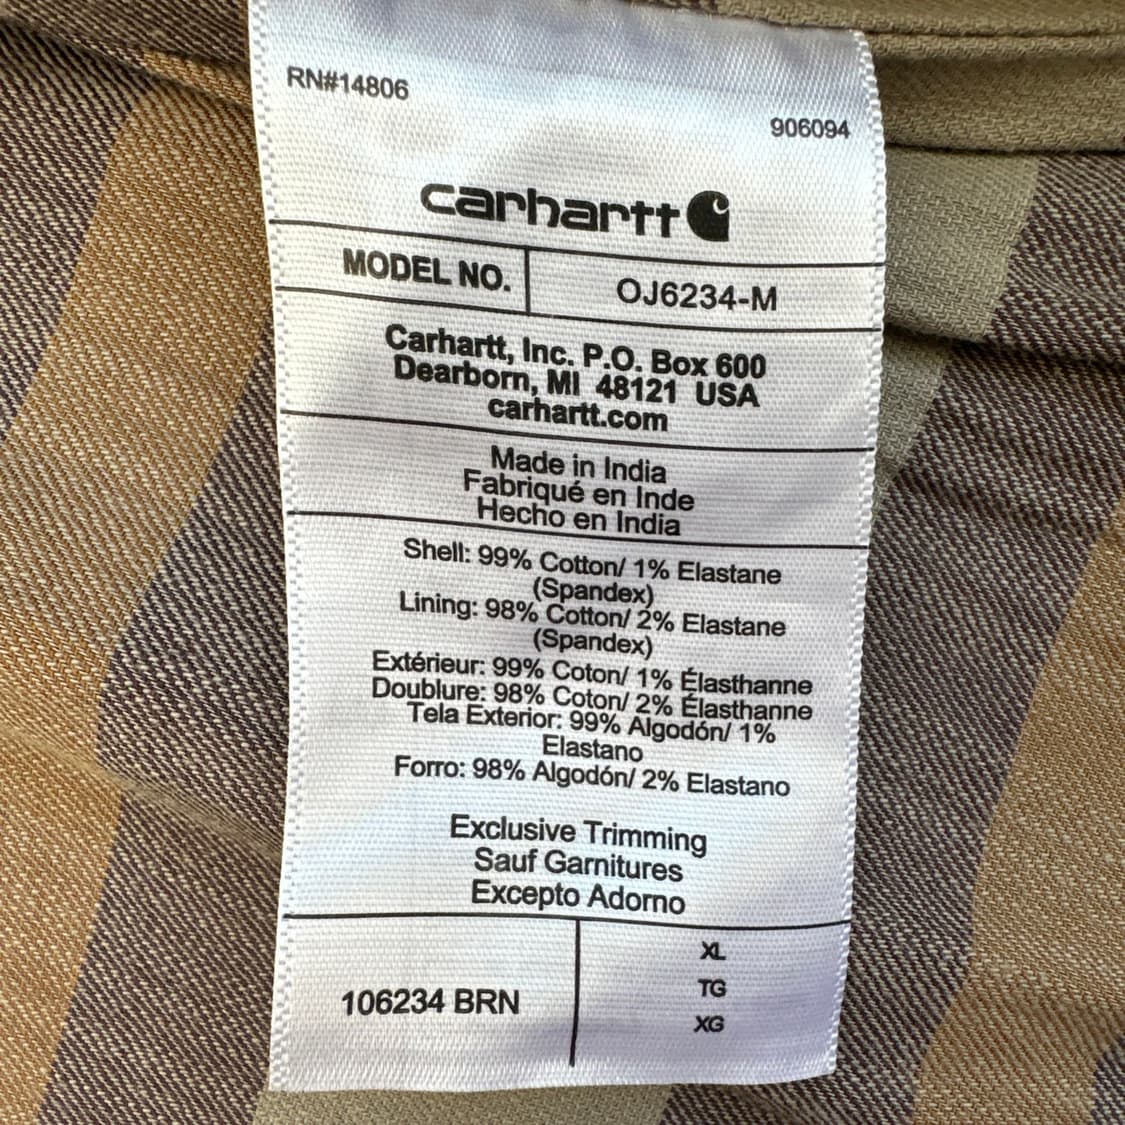 RN#14806
906094
carhartt
MODEL NO. OJ6234-M
Carhartt, Inc. P.O. Box 600
Dearborn, MI 48121 USA
carhartt.com
Made in India
Fabriqué en Inde
Hecho en India
Shell: 99% Cotton/ 1% Elastane
(Spandex)
Lining: 98% Cotton/ 2% Elastane
(Spandex)
Extérieur: 99% Coton/ 1% Élasthanne
Doublure: 98% Coton/ 2% Élasthanne
Tela Exterior: 99% Algodón/ 1%
Elastano
Forro: 98% Algodón/ 2% Elastano
Exclusive Trimming
Sauf Garnitures
Excepto Adorno
106234 BRN
XL
TG
XG